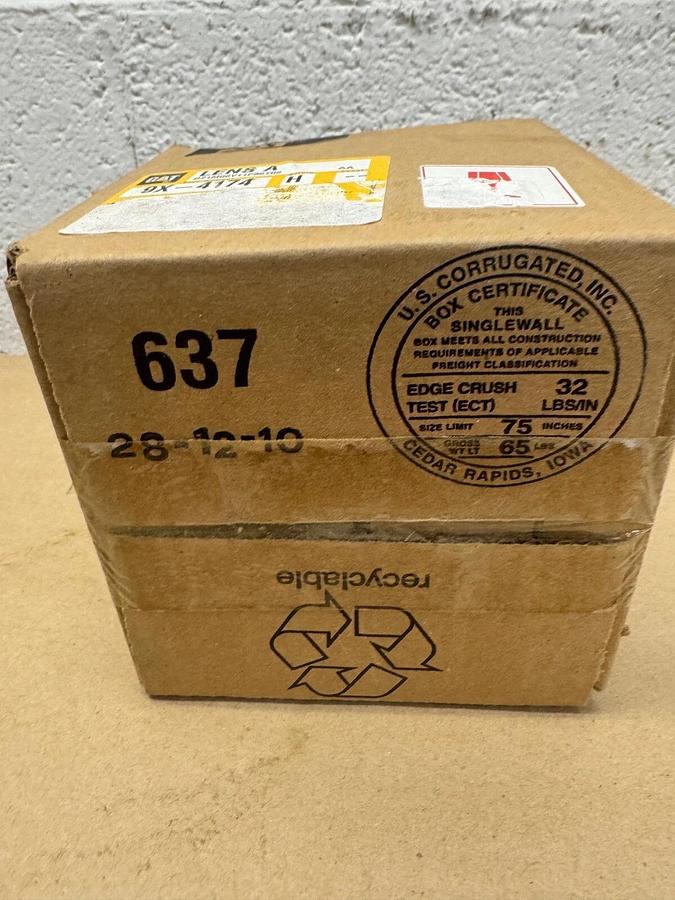 CAT LENS A
9X-4174 H
AA
637
28-12-10
U.S. CORRUGATED, INC.
BOX CERTIFICATE
THIS
SINGLEWALL
BOX MEETS ALL CONSTRUCTION
REQUIREMENTS OF APPLICABLE
FREIGHT CLASSIFICATION
EDGE CRUSH 32
TEST (ECT) LBS/IN
SIZE LIMIT 75 INCHES
GROSS
WT LT 65 LBS
CEDAR RAPIDS, IOWA
recyclable